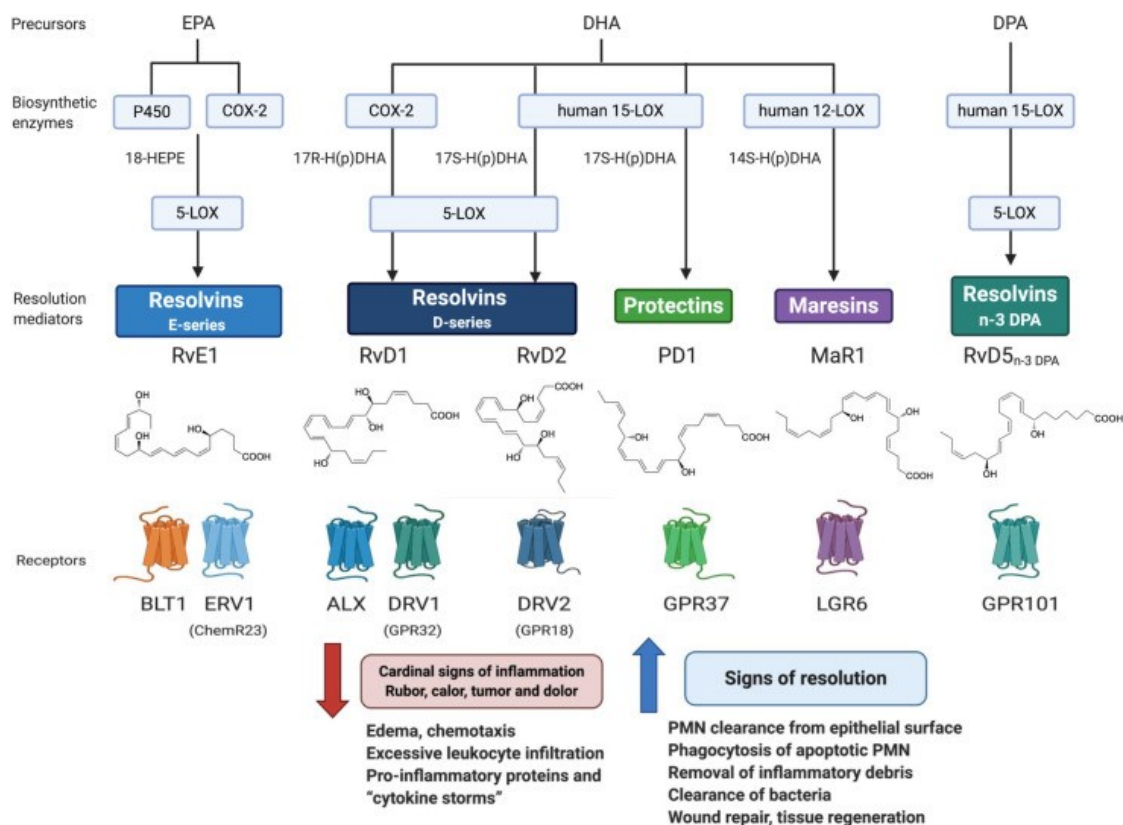 Precursors
EPA
DHA
DPA
Biosynthetic
enzymes
P450
COX-2
COX-2
human 15-LOX
human 12-LOX
human 15-LOX
18-HEPE
17R-H(p)DHA
17S-H(p)DHA
17S-H(p)DHA
14S-H(p)DHA
5-LOX
5-LOX
5-LOX
Resolution
mediators
Resolvins
E-series
Resolvins
D-series
Protectins
Maresins
Resolvins
n-3 DPA
RvE1
RvD1
RvD2
PD1
MaR1
RvD5n-3 DPA
OH
OH
HO
COOH
HO
OH
HO
COOH
COOH
OH
OH
HO
OH
OH
COOH
OH
OH
COOH
OH
OH
COOH
Receptors
BLT1
ERV1
(ChemR23)
ALX
DRV1
(GPR32)
DRV2
(GPR18)
GPR37
LGR6
GPR101
Cardinal signs of inflammation
Rubor, calor, tumor and dolor
Edema, chemotaxis
Excessive leukocyte infiltration
Pro-inflammatory proteins and
“cytokine storms”
Signs of resolution
PMN clearance from epithelial surface
Phagocytosis of apoptotic PMN
Removal of inflammatory debris
Clearance of bacteria
Wound repair, tissue regeneration